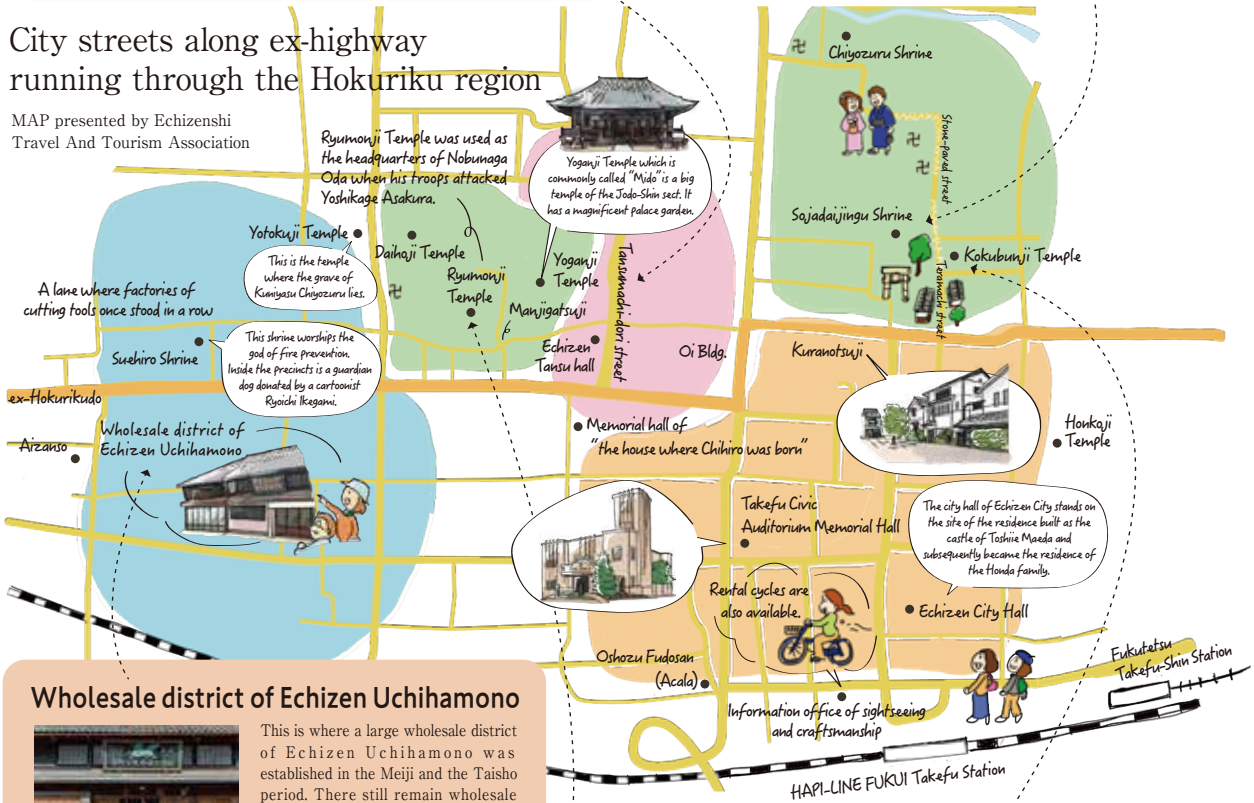 City streets along ex-highway
running through the Hokuriku region
MAP presented by Echizenshi
Travel And Tourism Association
Ryumonji Temple was used as
the headquarters of Nobunaga
Oda when his troops attacked
Yoshikage Asakura.
Yoganji Temple which is
commonly called "Mido" is a big
temple of the Jodo-Shin sect. It
has a magnificent palace garden.
卍
Chiyozuru Shrine
Stone-paved street
卍
卍
Sojadaijingu Shrine
Kokubunji Temple
Teramachi street
Yotokuji Temple
This is the temple
where the grave of
Kuniyasu Chiyozuru lies.
Daihoji Temple
卍
Ryumonji
Temple
Yoganji
Temple
Manjigatsuji
Tansumachi-dori street
A lane where factories of
cutting tools once stood in a row
Suehiro Shrine
This shrine worships the
god of fire prevention.
Inside the precincts is a guardian
dog donated by a cartoonist
Ryoichi Ikegami.
Echizen
Tansu hall
Oi Bldg.
Kuranotsuji
ex-Hokurikudo
Aizanso
Wholesale district of
Echizen Uchihamono
Memorial hall of
"the house where Chihiro was born"
Honkoji
Temple
Takefu Civic
Auditorium Memorial Hall
The city hall of Echizen City stands on
the site of the residence built as the
castle of Toshiie Maeda and
subsequently became the residence of
the Honda family.
Rental cycles are
also available.
Echizen City Hall
Oshozu Fudosan
(Acala)
Information office of sightseeing
and craftsmanship
Fukutetsu
Takefu-Shin Station
HAPI-LINE FUKUI Takefu Station
Wholesale district of Echizen Uchihamono
This is where a large wholesale district
of Echizen Uchihamono was
established in the Meiji and the Taisho
period. There still remain wholesale